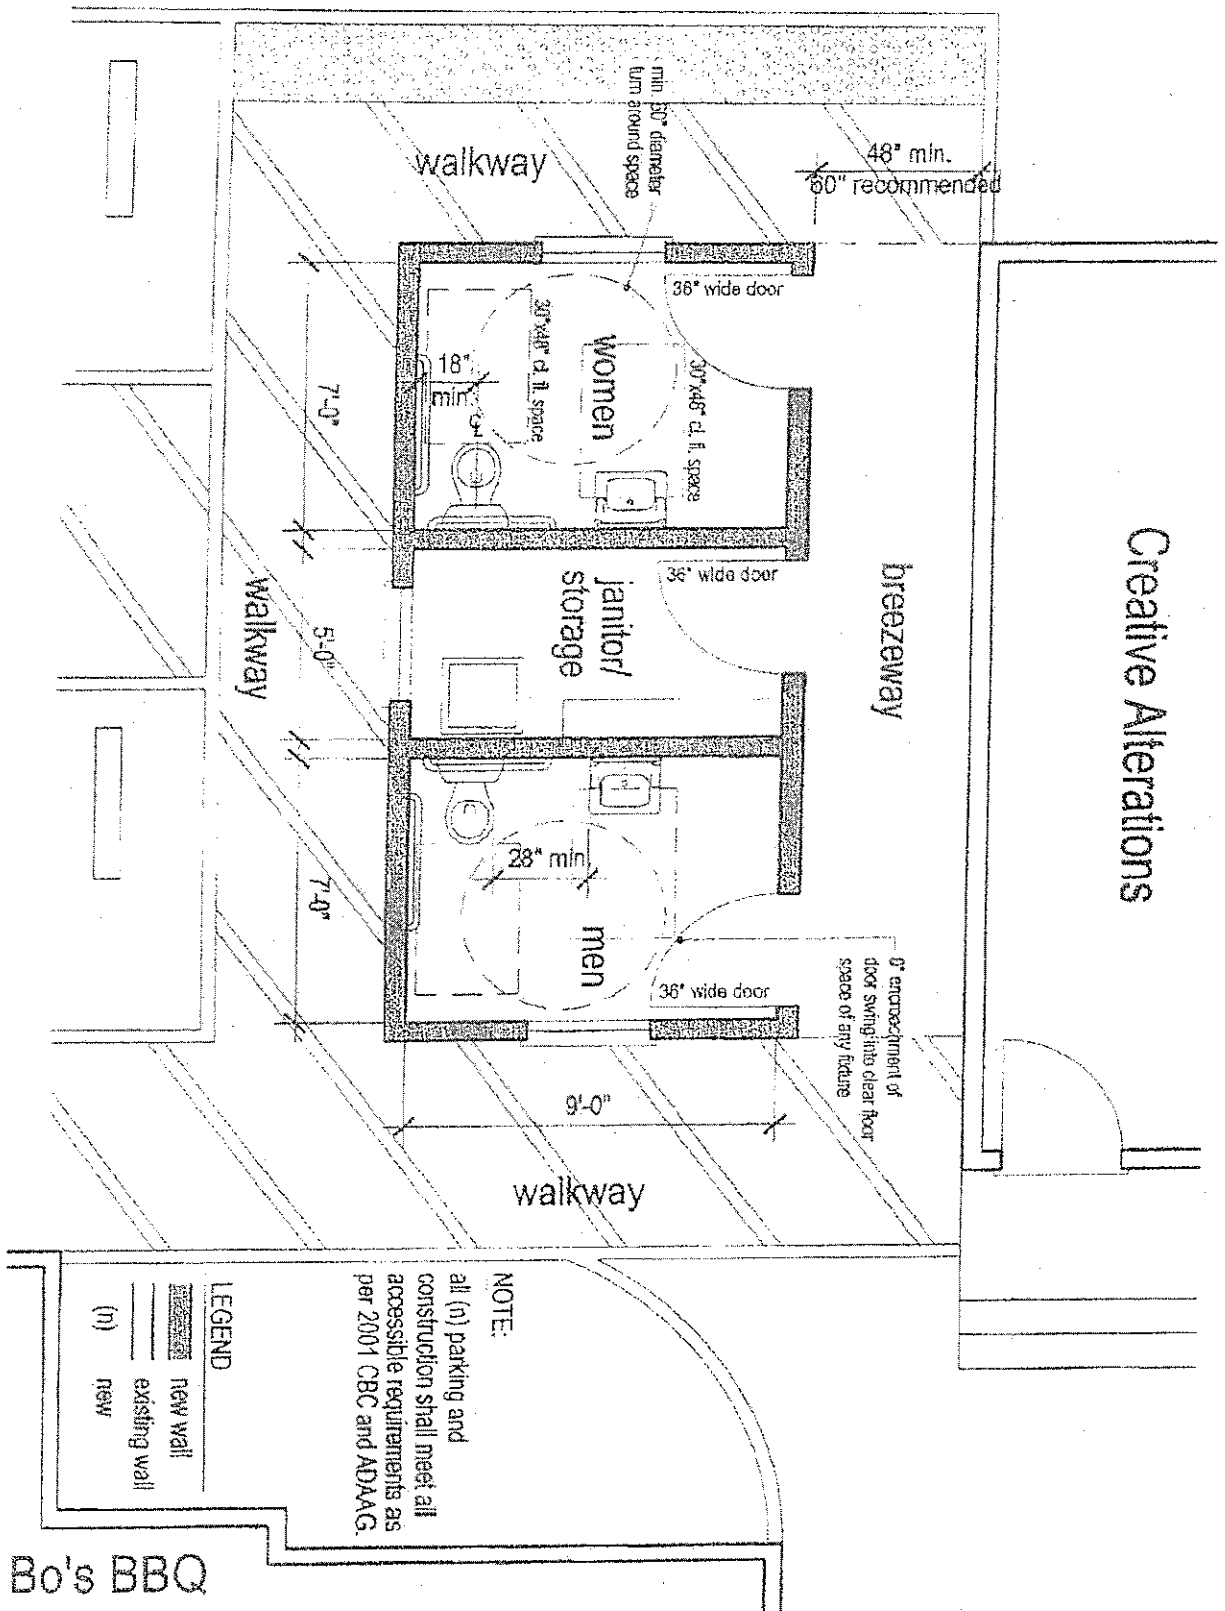 Creative Alterations
48" min.
60" recommended
min. 60" diameter
turn around space
walkway
36" wide door
women
30"x48" cl. fl. space
30"x48" cl. fl. space
18"
min.
7'-0"
breezeway
36" wide door
janitor/
storage
5'-0"
walkway
28" min.
men
36" wide door
7'-0"
0" encroachment of
door swing into clear floor
space of any fixture
9'-0"
walkway
NOTE:
all (n) parking and
construction shall meet all
accessible requirements as
per 2001 CBC and ADAAG.
LEGEND
new wall
existing wall
(n) new
Bo's BBQ